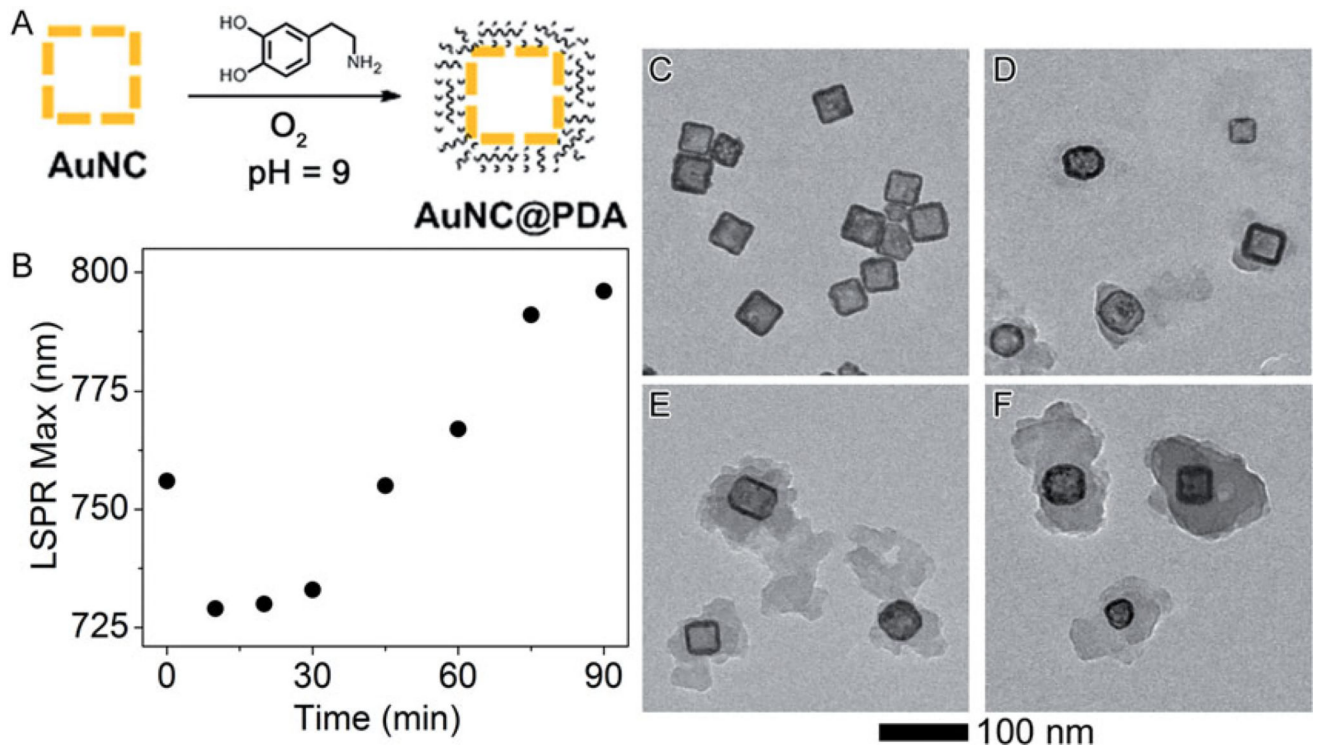 A
HO
HO
NH₂
O₂
pH = 9
AuNC
AuNC@PDA
B
LSPR Max (nm)
800
775
750
725
0
30
60
90
Time (min)
C
D
E
F
100 nm